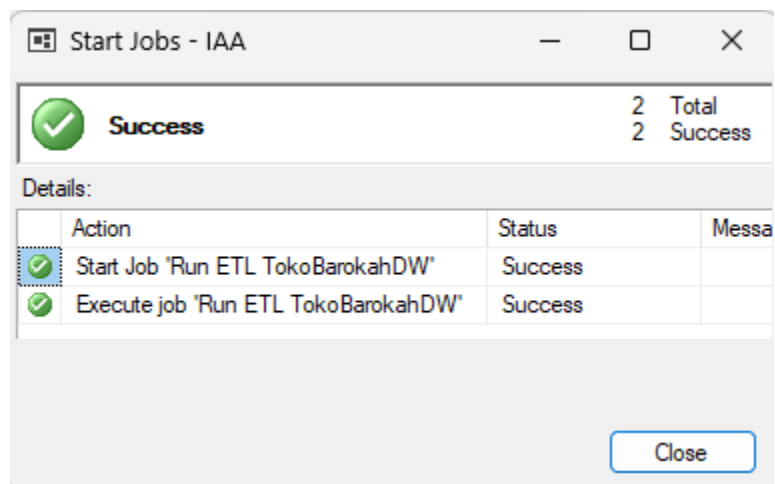 Start Jobs - IAA
Success
2 Total
2 Success
Details:
Action Status Messa
Start Job "Run ETL TokoBarokahDW" Success
Execute job "Run ETL TokoBarokahDW" Success
Close